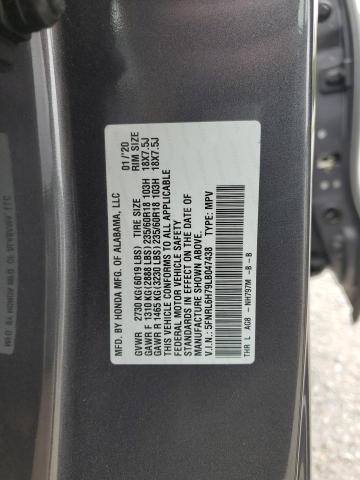 MFD. BY HONDA MFG. OF ALABAMA, LLC 01/'20
TIRE SIZE RIM SIZE
GVWR 2730 KG(6019 LBS)
GAWR F 1310 KG(2888 LBS) 235/60R18 103H 18X7.5J
GAWR R 1465 KG(3230 LBS) 235/60R18 103H 18X7.5J
THIS VEHICLE CONFORMS TO ALL APPLICABLE
FEDERAL MOTOR VEHICLE SAFETY
STANDARDS IN EFFECT ON THE DATE OF
MANUFACTURE SHOWN ABOVE.
V.I.N.: 5FNRL6H79LB047438 TYPE: MPV
THR L AG8 - NH797M -B -B